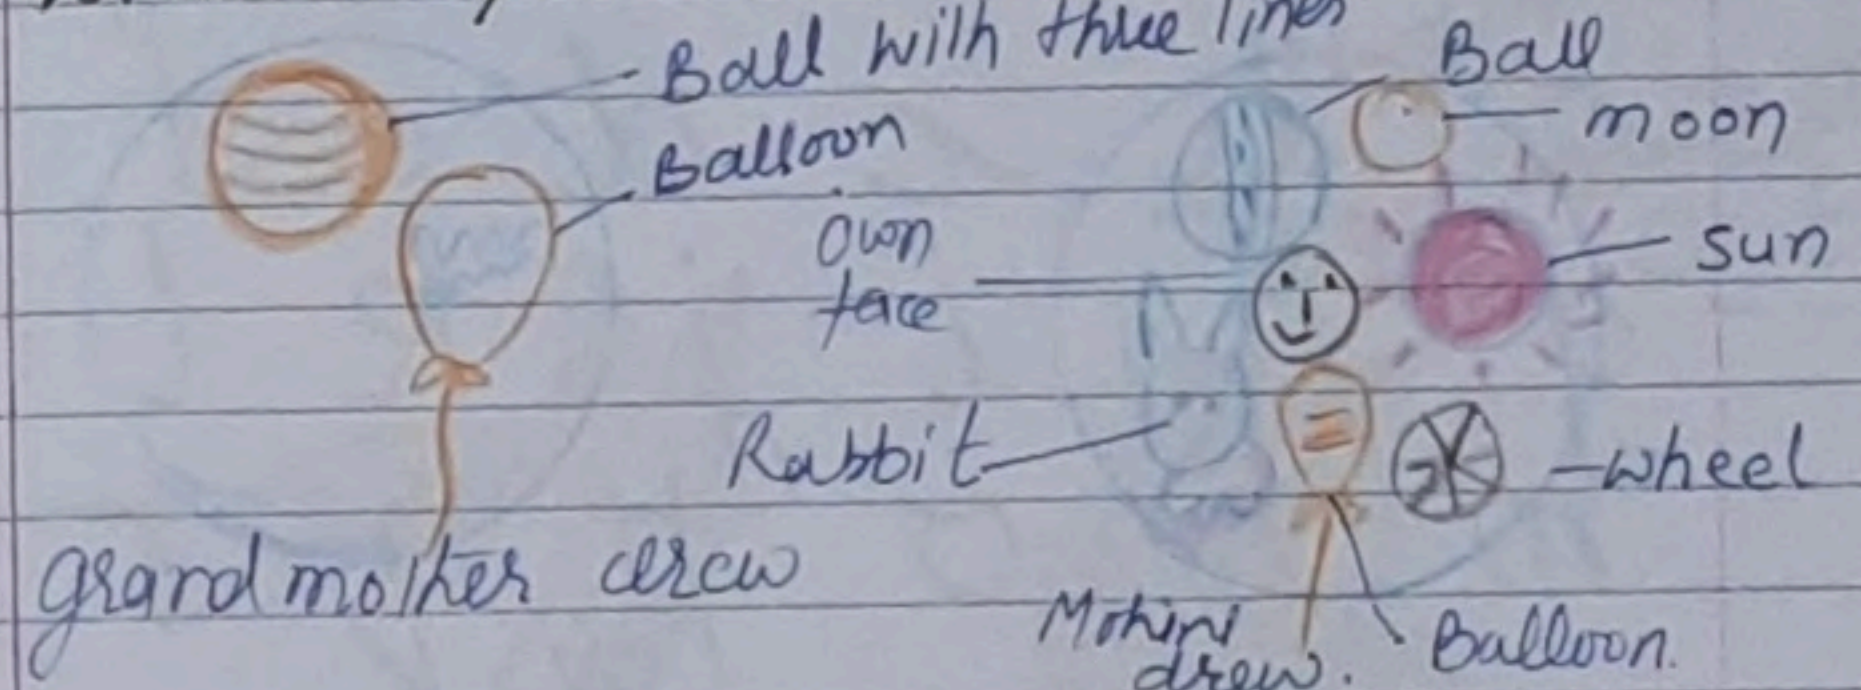 Ball with three lines
Balloon
grandmother drew
Ball
moon
own
face
sun
Rabbit
-wheel
Mohini
drew.
Balloon.